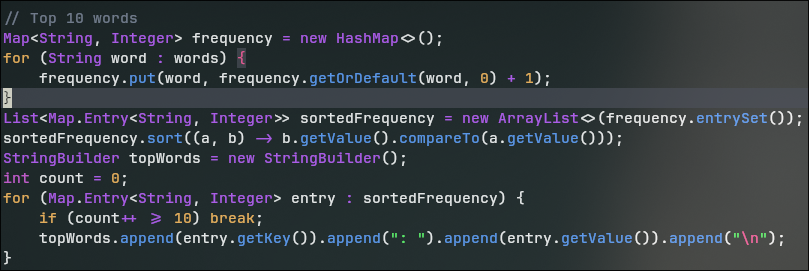 // Top 10 words
Map<String, Integer> frequency = new HashMap<>();
for (String word : words) {
    frequency.put(word, frequency.getOrDefault(word, 0) + 1);
}
List<Map.Entry<String, Integer>> sortedFrequency = new ArrayList<>(frequency.entrySet());
sortedFrequency.sort((a, b) -> b.getValue().compareTo(a.getValue()));
StringBuilder topWords = new StringBuilder();
int count = 0;
for (Map.Entry<String, Integer> entry : sortedFrequency) {
    if (count++ >= 10) break;
    topWords.append(entry.getKey()).append(": ").append(entry.getValue()).append("\n");
}